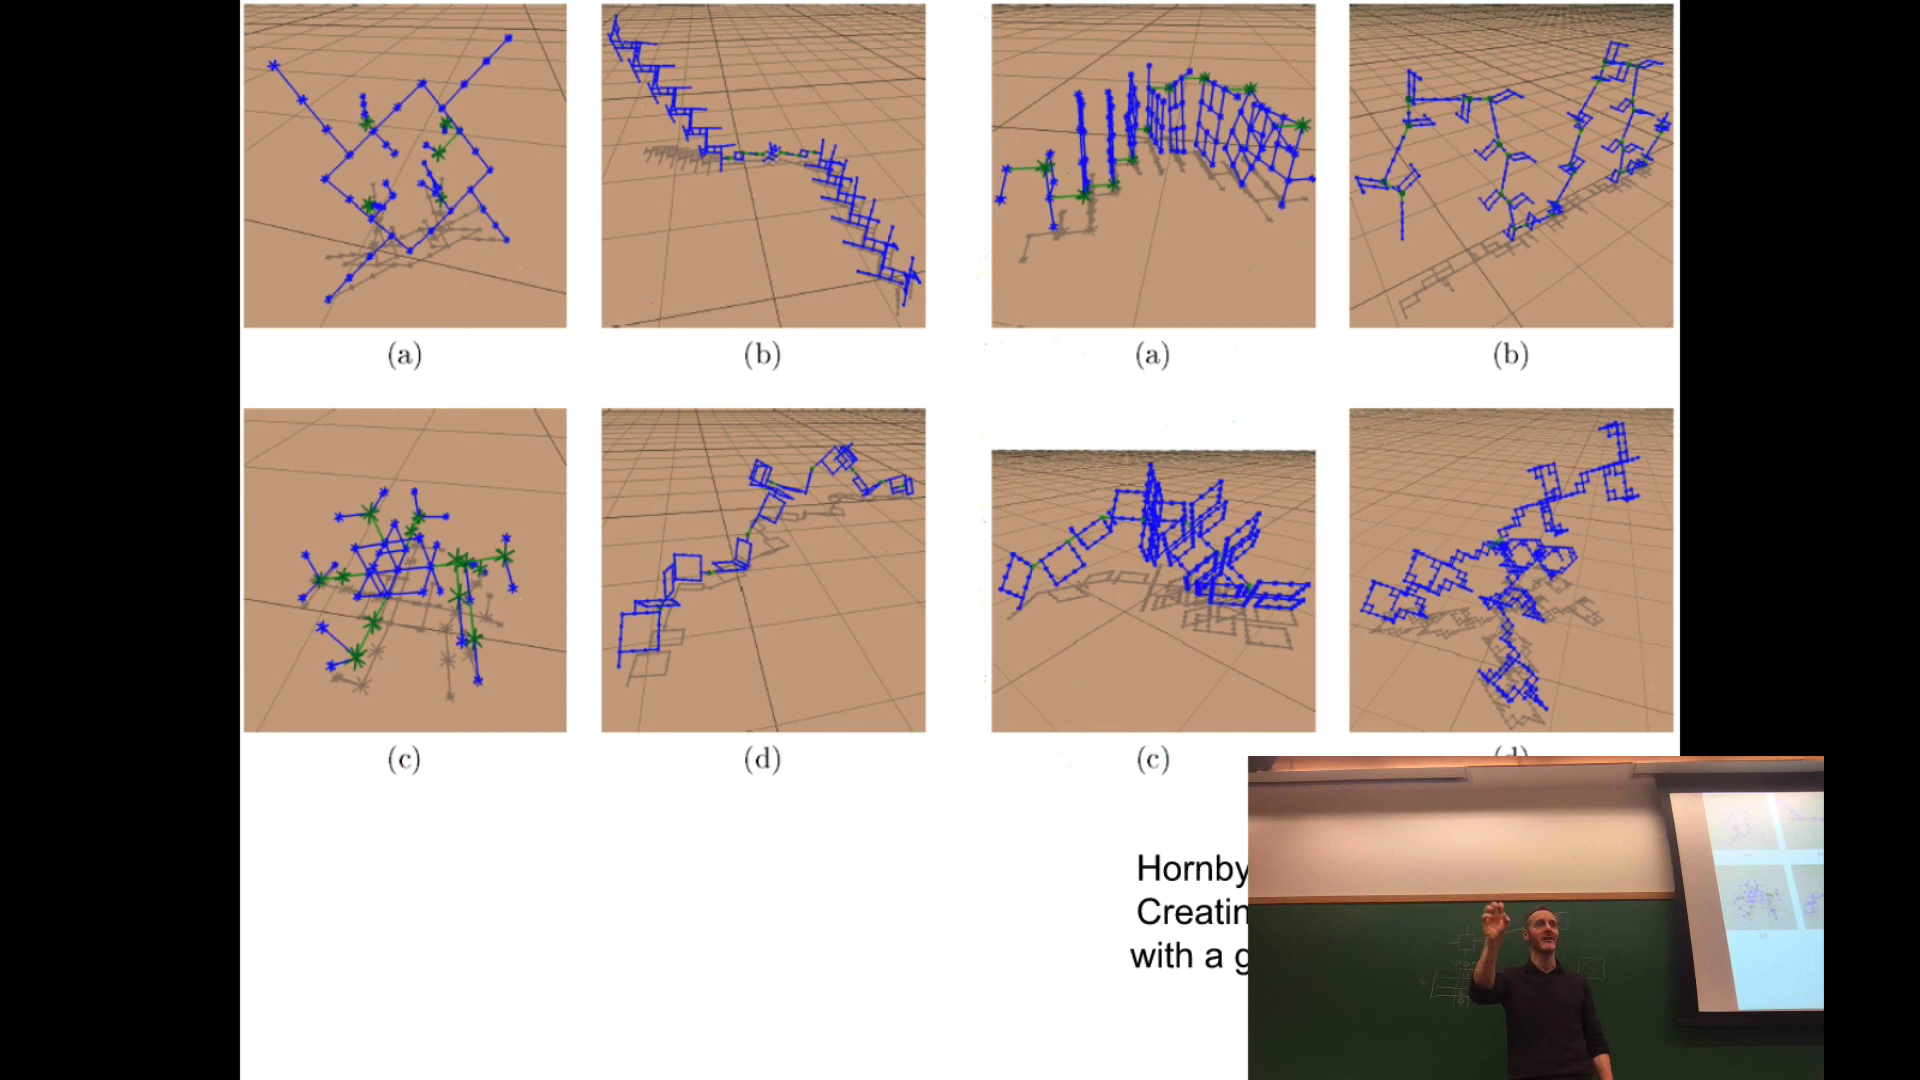 (a) (b) (a) (b)
(c) (d) (c)
Hornby
Creatin
with a g